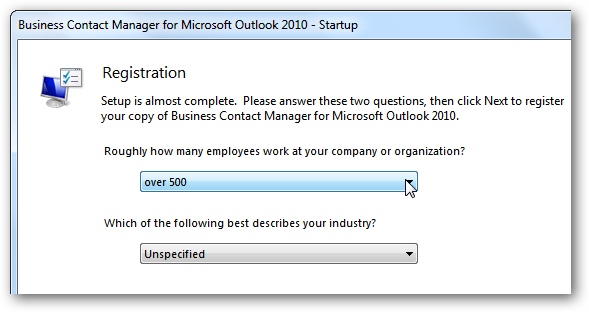 Business Contact Manager for Microsoft Outlook 2010 - Startup
Registration
Setup is almost complete.  Please answer these two questions, then click Next to register
your copy of Business Contact Manager for Microsoft Outlook 2010.
Roughly how many employees work at your company or organization?
over 500
Which of the following best describes your industry?
Unspecified